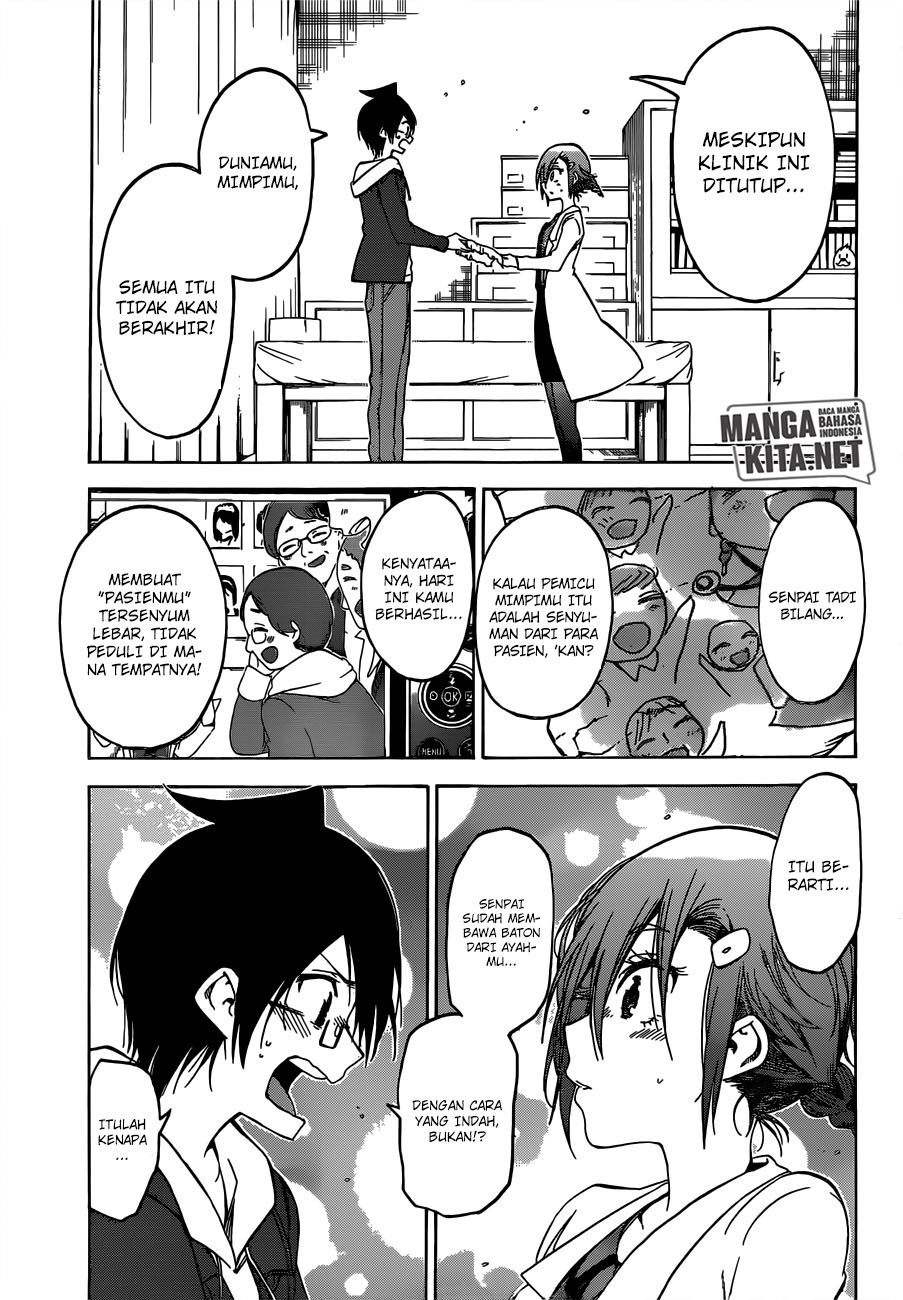 MESKIPUN
KLINIK INI
DITUTUP...
DUNIAMU,
MIMPIMU,
SEMUA ITU
TIDAK AKAN
BERAKHIR!
MANGA
KITA.NET
BACA MANGA
BAHASA
INDONESIA
SENPAI TADI
BILANG...
KALAU PEMICU
MIMPIMU ITU
ADALAH SENYU-
MAN DARI PARA
PASIEN, 'KAN?
KENYATAA-
NYA, HARI
INI KAMU
BERHASIL...
MEMBUAT
"PASIENMU"
TERSENYUM
LEBAR, TIDAK
PEDULI DI MA-
NA TEMPATNYA!
OK
MENU
ITU BE-
RARTI...
SENPAI
SUDAH MEM-
BAWA BATON
DARI AYAH-
MU...
DENGAN CARA
YANG INDAH,
BUKAN!?
ITULAH
KENAPA
...